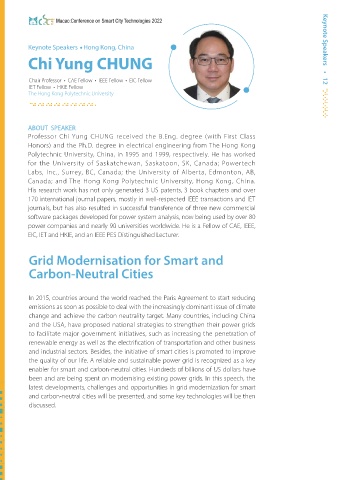 Macao Conference on Smart City Technologies 2022
Keynote Speakers • 12
Keynote Speakers • Hong Kong, China
Chi Yung CHUNG
Chair Professor • CAE Fellow • IEEE Fellow • EIC Fellow
IET Fellow • HKIE Fellow
The Hong Kong Polytechnic University
ABOUT SPEAKER
Professor Chi Yung CHUNG received the B.Eng. degree (with First Class
Honors) and the Ph.D. degree in electrical engineering from The Hong Kong
Polytechnic University, China, in 1995 and 1999, respectively. He has worked
for the University of Saskatchewan, Saskatoon, SK, Canada; Powertech
Labs, Inc., Surrey, BC, Canada; the University of Alberta, Edmonton, AB,
Canada; and The Hong Kong Polytechnic University, Hong Kong, China.
His research work has not only generated 3 US patents, 3 book chapters and over
170 international journal papers, mostly in well-respected IEEE transactions and IET
journals, but has also resulted in successful transference of three new commercial
software packages developed for power system analysis, now being used by over 80
power companies and nearly 90 universities worldwide. He is a Fellow of CAE, IEEE,
EIC, IET and HKIE, and an IEEE PES Distinguished Lecturer.
Grid Modernisation for Smart and
Carbon-Neutral Cities
In 2015, countries around the world reached the Paris Agreement to start reducing
emissions as soon as possible to deal with the increasingly dominant issue of climate
change and achieve the carbon neutrality target. Many countries, including China
and the USA, have proposed national strategies to strengthen their power grids
to facilitate major government initiatives, such as increasing the penetration of
renewable energy as well as the electrification of transportation and other business
and industrial sectors. Besides, the initiative of smart cities is promoted to improve
the quality of our life. A reliable and sustainable power grid is recognized as a key
enabler for smart and carbon-neutral cities. Hundreds of billions of US dollars have
been and are being spent on modernising existing power grids. In this speech, the
latest developments, challenges and opportunities in grid modernization for smart
and carbon-neutral cities will be presented, and some key technologies will be then
discussed.